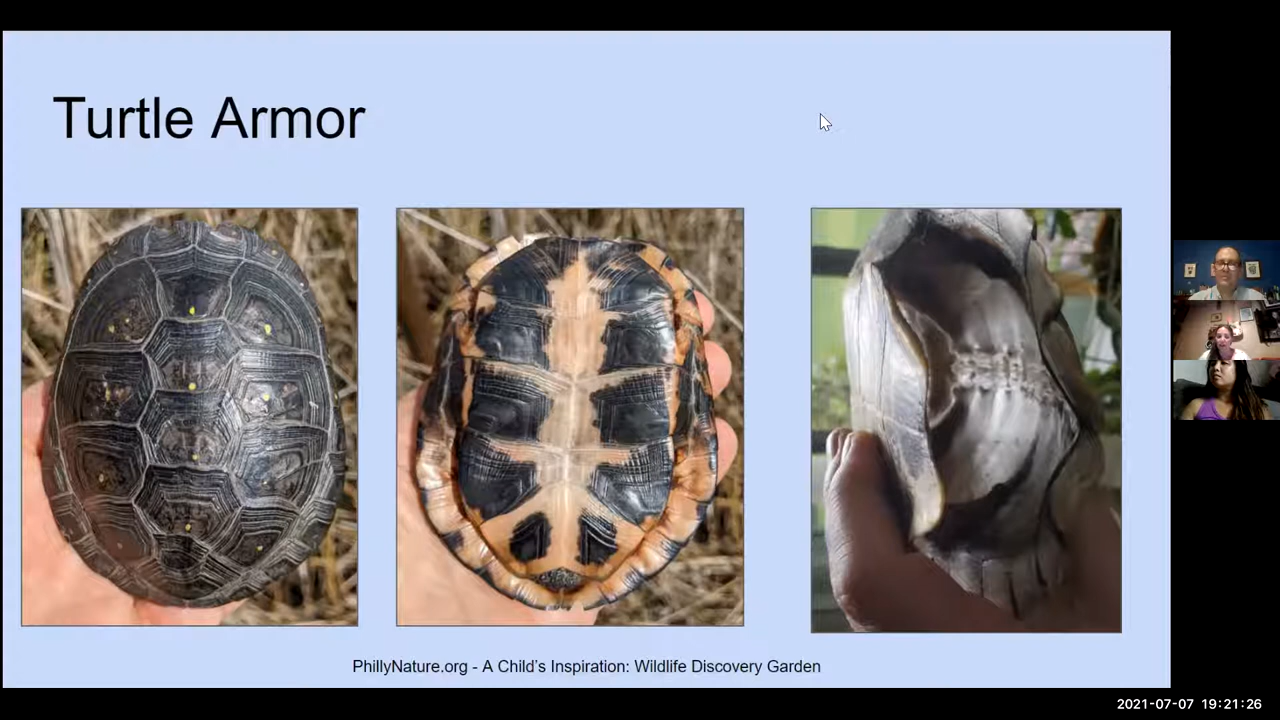 Turtle Armor
PhillyNature.org - A Child's Inspiration: Wildlife Discovery Garden
2021-07-07 19:21:26